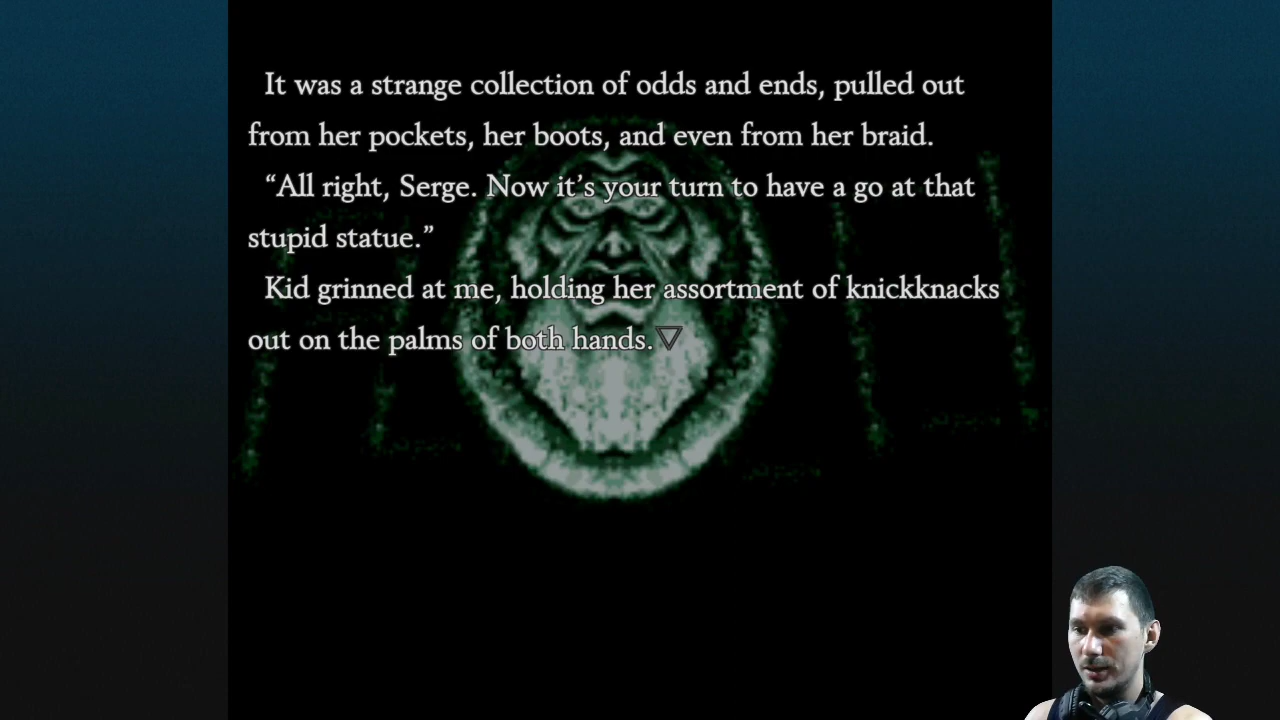 It was a strange collection of odds and ends, pulled out
from her pockets, her boots, and even from her braid.
“All right, Serge. Now it’s your turn to have a go at that
stupid statue.”
Kid grinned at me, holding her assortment of knickknacks
out on the palms of both hands.